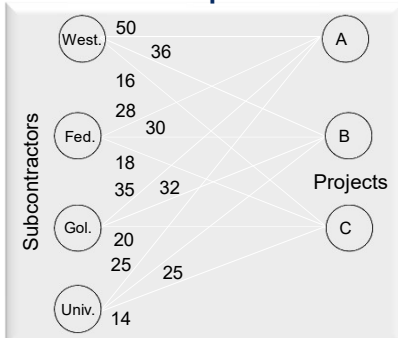 50
West.
A
36
16
28
30
Fed.
B
18
35
32
Projects
Subcontractors
Gol.
C
20
25
25
Univ.
14